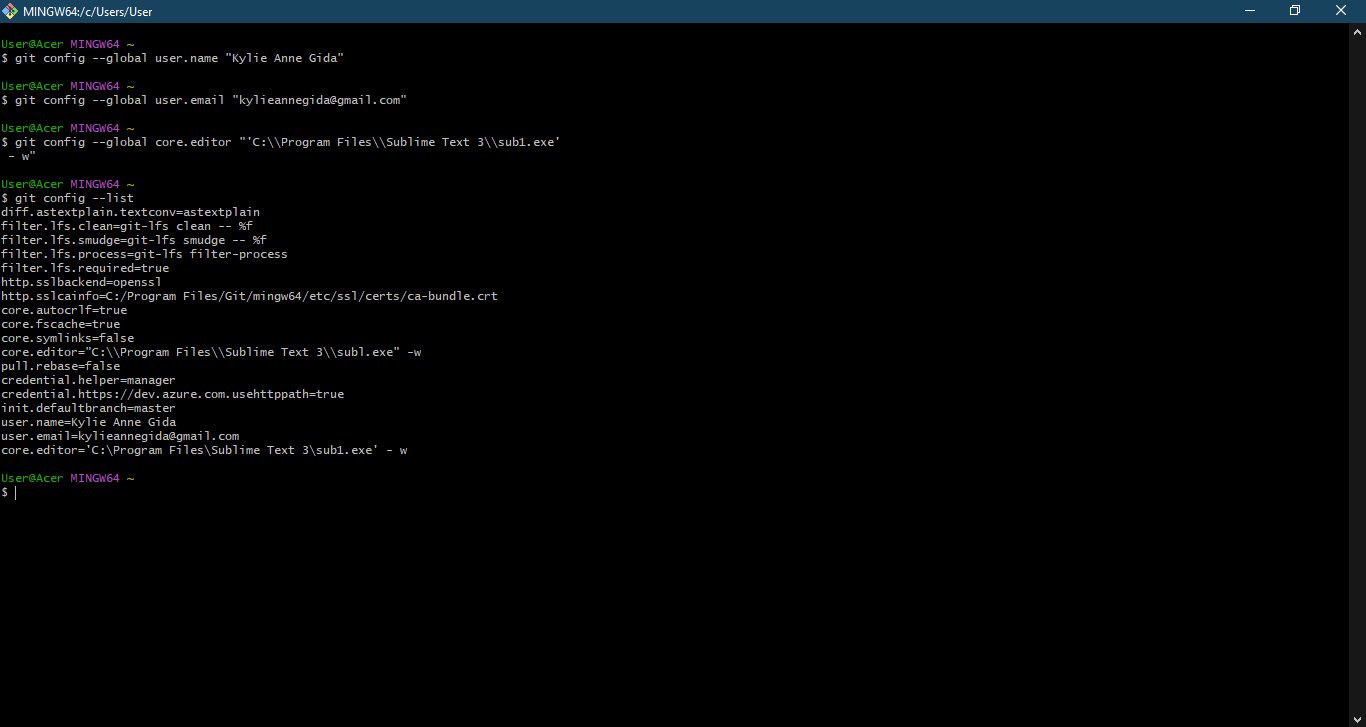 MINGW64:/c/Users/User
User@Acer MINGW64 ~
$ git config --global user.name "Kylie Anne Gida"
User@Acer MINGW64 ~
$ git config --global user.email "kylieannegida@gmail.com"
User@Acer MINGW64 ~
$ git config --global core.editor "'C:\\Program Files\\Sublime Text 3\\sub1.exe'
 - w"
User@Acer MINGW64 ~
$ git config --list
diff.astextplain.textconv=astextplain
filter.lfs.clean=git-lfs clean -- %f
filter.lfs.smudge=git-lfs smudge -- %f
filter.lfs.process=git-lfs filter-process
filter.lfs.required=true
http.sslbackend=openssl
http.sslcainfo=C:/Program Files/Git/mingw64/etc/ssl/certs/ca-bundle.crt
core.autocrlf=true
core.fscache=true
core.symlinks=false
core.editor="C:\\Program Files\\Sublime Text 3\\subl.exe" -w
pull.rebase=false
credential.helper=manager
credential.https://dev.azure.com.usehttppath=true
init.defaultbranch=master
user.name=Kylie Anne Gida
user.email=kylieannegida@gmail.com
core.editor='C:\Program Files\Sublime Text 3\sub1.exe' - w
User@Acer MINGW64 ~
$